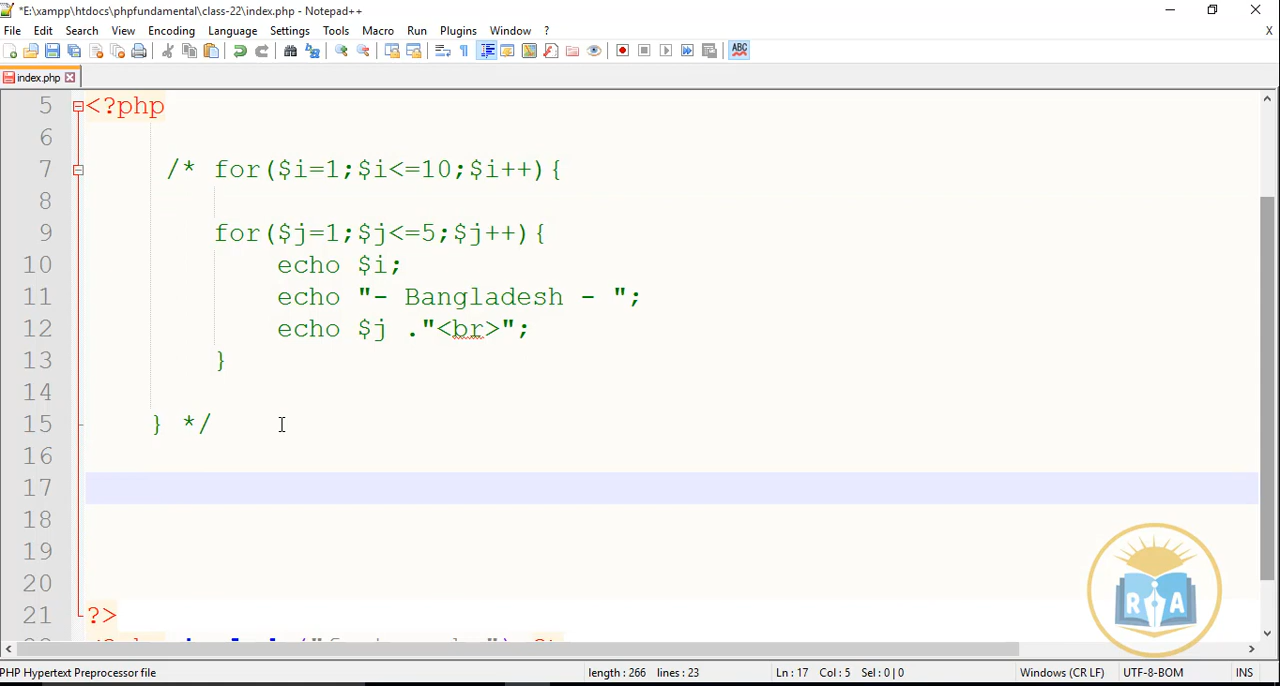 *E:\xampp\htdocs\phpfundamental\class-22\index.php - Notepad++
File Edit Search View Encoding Language Settings Tools Macro Run Plugins Window ? X
ABC
index.php
5 <?php
6
7 /* for($i=1;$i<=10;$i++){
8
9 for($j=1;$j<=5;$j++){
10 echo $i;
11 echo "- Bangladesh - ";
12 echo $j ."<br>";
13 }
14
15 } */
16
17
18
19
20
21 ?>
R A
PHP Hypertext Preprocessor file length : 266 lines : 23 Ln : 17 Col : 5 Sel : 0 | 0 Windows (CR LF) UTF-8-BOM INS